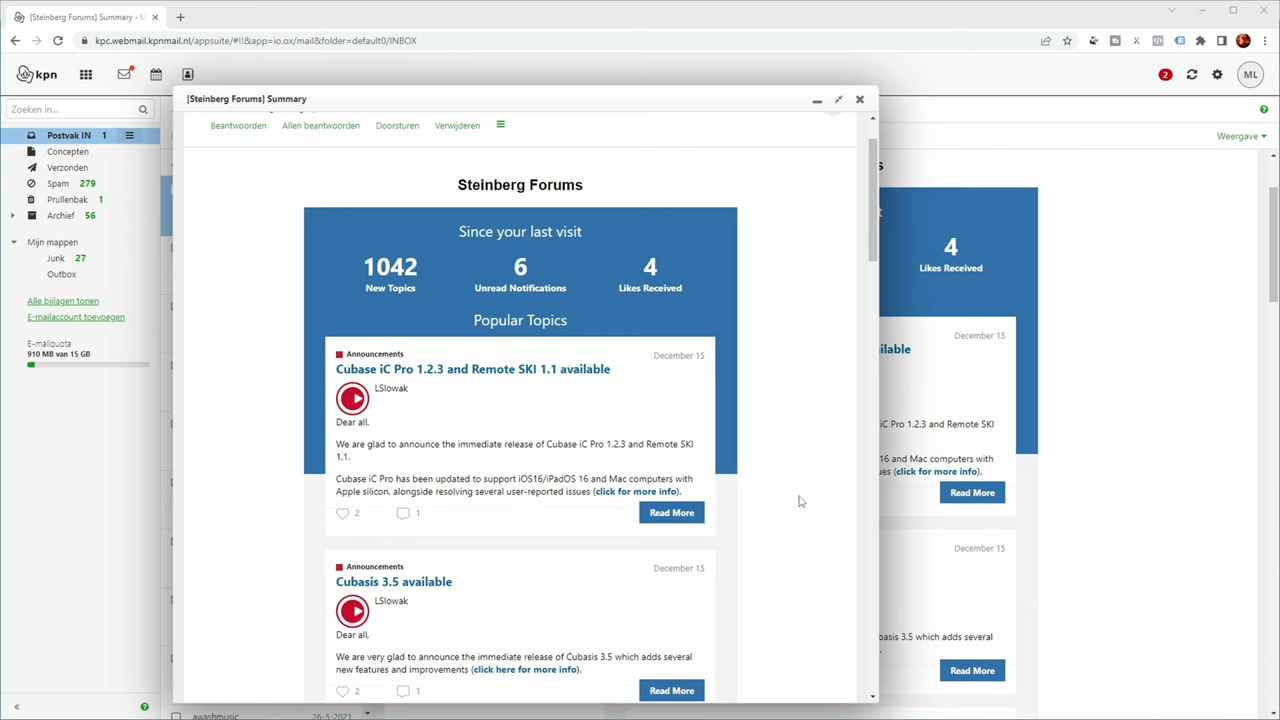 [Steinberg Forums] Summary - W
kpc.webmail.kpnmail.nl/appsuite/#!!&app=io.ox/mail&folder=default0/INBOX
kpn
2
ML
Zoeken in...
Postvak IN 1
Concepten
Verzonden
Spam 279
Prullenbak 1
Archief 56
Mijn mappen
Junk 27
Outbox
Alle bijlagen tonen
E-mailaccount toevoegen
E-mailquota
910 MB van 15 GB
[Steinberg Forums] Summary
Beantwoorden Allen beantwoorden Doorsturen Verwijderen
Steinberg Forums
Since your last visit
1042 6 4
New Topics Unread Notifications Likes Received
Popular Topics
Announcements December 15
Cubase iC Pro 1.2.3 and Remote SKI 1.1 available
LSlowak
Dear all,
We are glad to announce the immediate release of Cubase iC Pro 1.2.3 and Remote SKI
1.1.
Cubase iC Pro has been updated to support iOS16/iPadOS 16 and Mac computers with
Apple silicon, alongside resolving several user-reported issues (click for more info).
2 1 Read More
Announcements December 15
Cubasis 3.5 available
LSlowak
Dear all,
We are very glad to announce the immediate release of Cubasis 3.5 which adds several
new features and improvements (click here for more info).
2 1 Read More
Weergave
4
Likes Received
December 15
ilable
iC Pro 1.2.3 and Remote SKI
16 and Mac computers with
es (click for more info).
Read More
December 15
asis 3.5 which adds several
Read More
awashmusic 26-5-2021